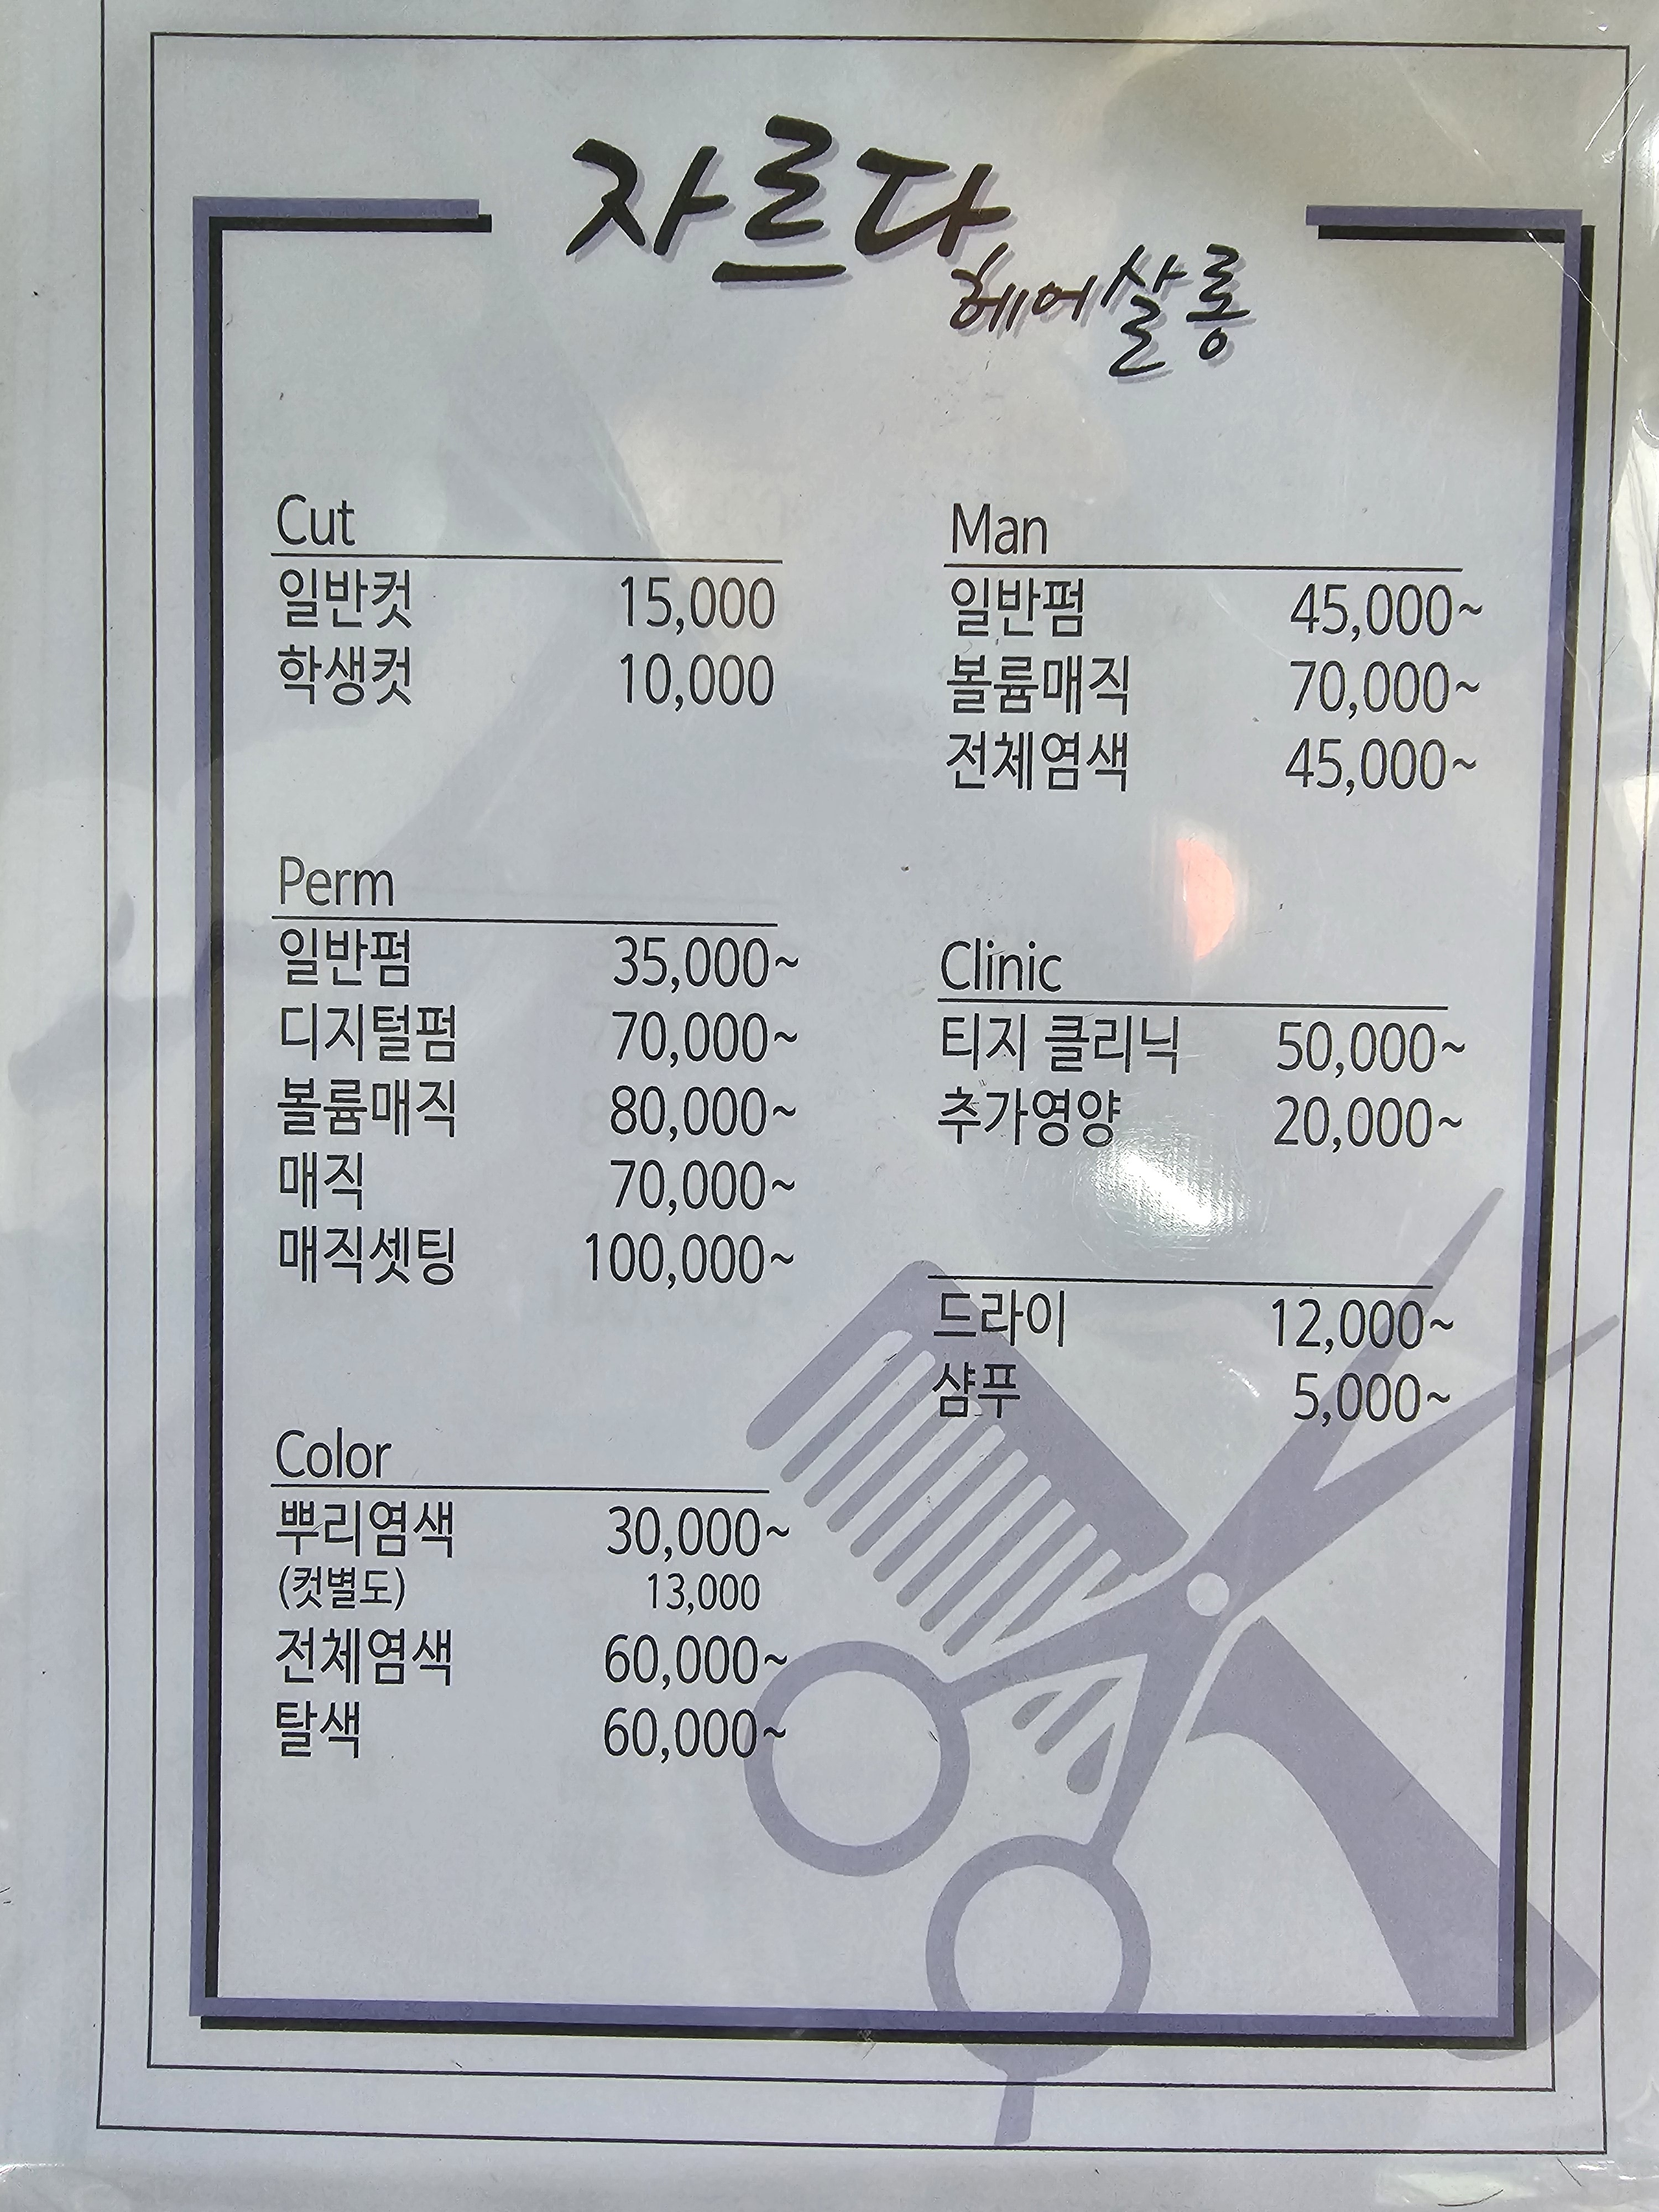 자르다
헤어살롱
Cut
일반컷 15,000
학생컷 10,000
Perm
일반펌 35,000~
디지털펌 70,000~
볼륨매직 80,000~
매직 70,000~
매직셋팅 100,000~
Color
뿌리염색 30,000~
(컷별도) 13,000
전체염색 60,000~
탈색 60,000~
Man
일반펌 45,000~
볼륨매직 70,000~
전체염색 45,000~
Clinic
티지 클리닉 50,000~
추가영양 20,000~
드라이 12,000~
샴푸 5,000~